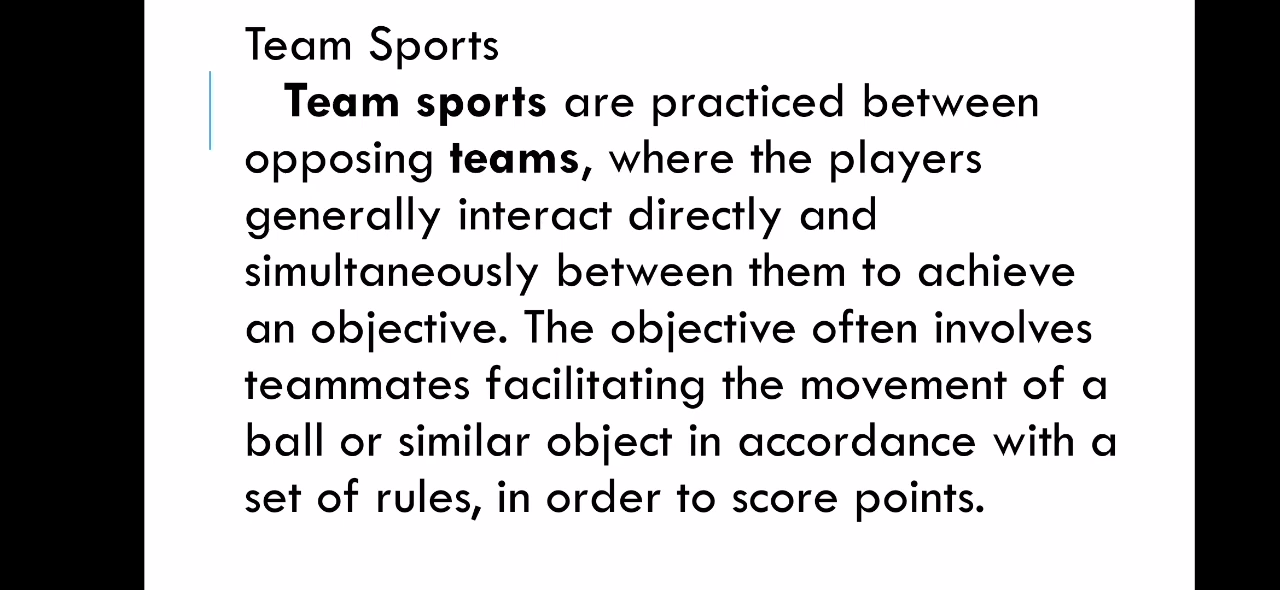 Team Sports
Team sports are practiced between
opposing teams, where the players
generally interact directly and
simultaneously between them to achieve
an objective. The objective often involves
teammates facilitating the movement of a
ball or similar object in accordance with a
set of rules, in order to score points.